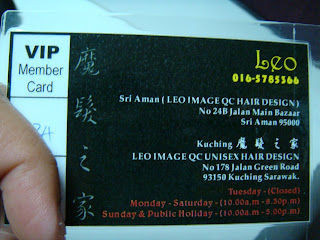 VIP
Member
Card
魔
髮
之
家
Leo
016-5785366
Sri Aman ( LEO IMAGE QC HAIR DESIGN )
No 24B Jalan Main Bazaar
Sri Aman 95000
Kuching 魔髮之家
LEO IMAGE QC UNISEX HAIR DESIGN
No 178 Jalan Green Road
93150 Kuching Sarawak.
Tuesday - (Closed)
Monday - Saturday - (10.00a.m - 8.30p.m)
Sunday & Public Holiday - (10.00a.m - 5.00p.m)